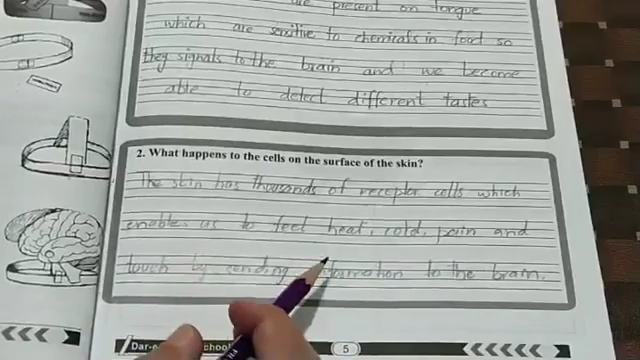 are present on tongue
which are sensitive to chemicals in food so
they signals to the brain and we become
able to detect different tastes
2. What happens to the cells on the surface of the skin?
The skin has thousands of receptor cells which
enables us to feel heat, cold, pain and
touch by sending to the brain.
Dar-e- School
5